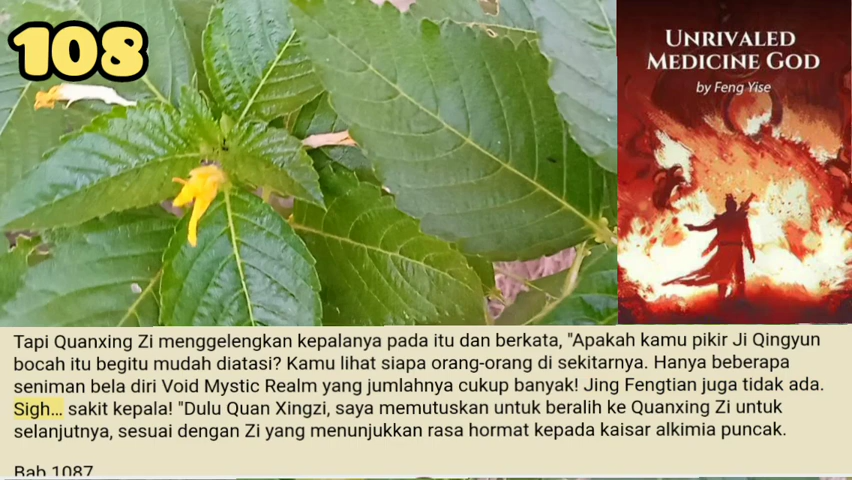 108
UNRIVALED
MEDICINE GOD
by Feng Yise
Tapi Quanxing Zi menggelengkan kepalanya pada itu dan berkata, "Apakah kamu pikir Ji Qingyun
bocah itu begitu mudah diatasi? Kamu lihat siapa orang-orang di sekitarnya. Hanya beberapa
seniman bela diri Void Mystic Realm yang jumlahnya cukup banyak! Jing Fengtian juga tidak ada.
Sigh… sakit kepala! "Dulu Quan Xingzi, saya memutuskan untuk beralih ke Quanxing Zi untuk
selanjutnya, sesuai dengan Zi yang menunjukkan rasa hormat kepada kaisar alkimia puncak.
Bab 1087